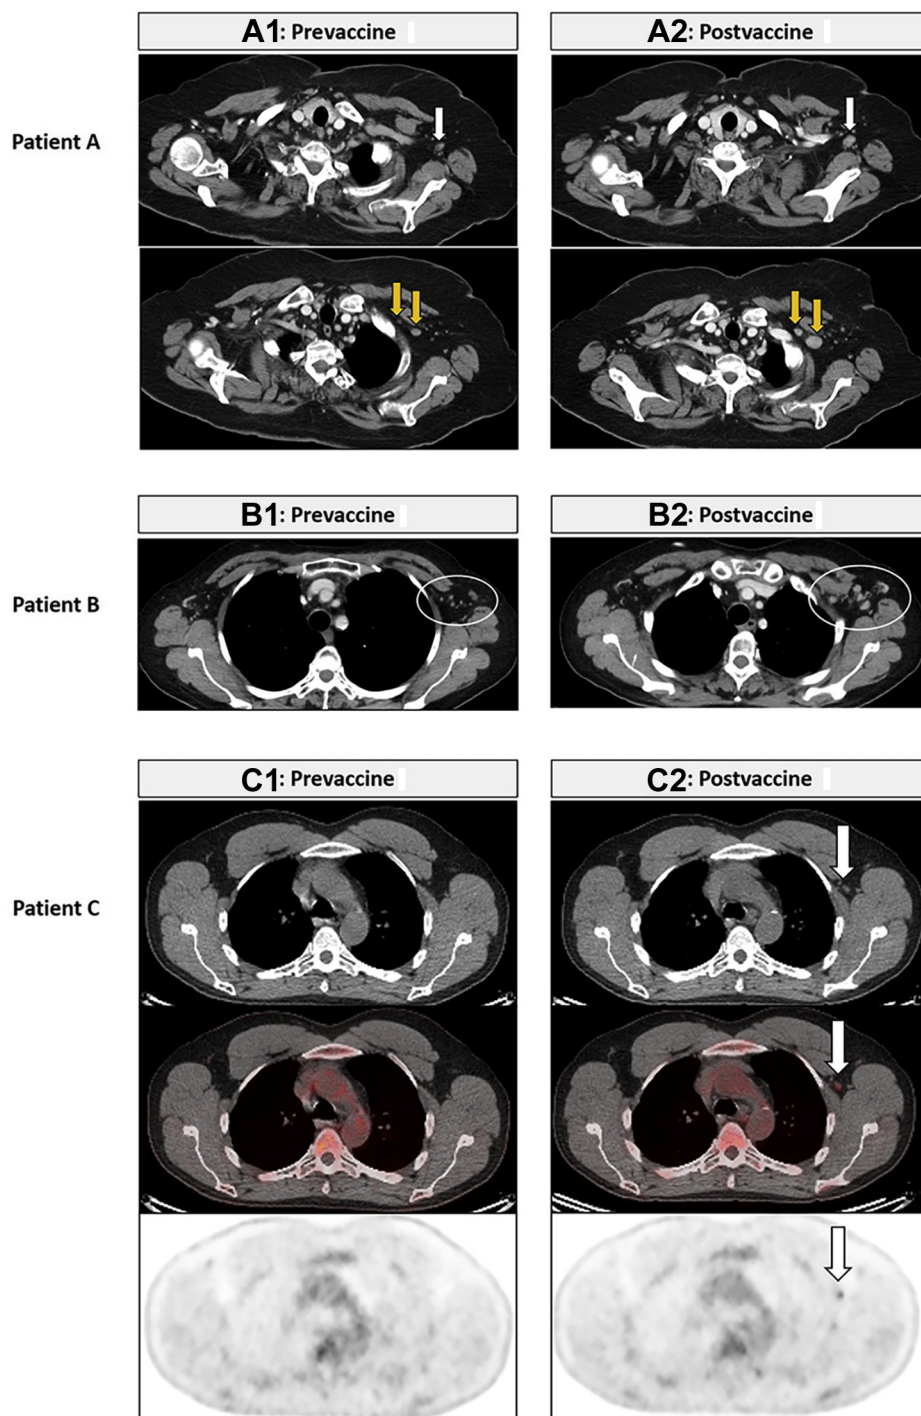 A1: Prevaccine
A2: Postvaccine
Patient A
B1: Prevaccine
B2: Postvaccine
Patient B
C1: Prevaccine
C2: Postvaccine
Patient C